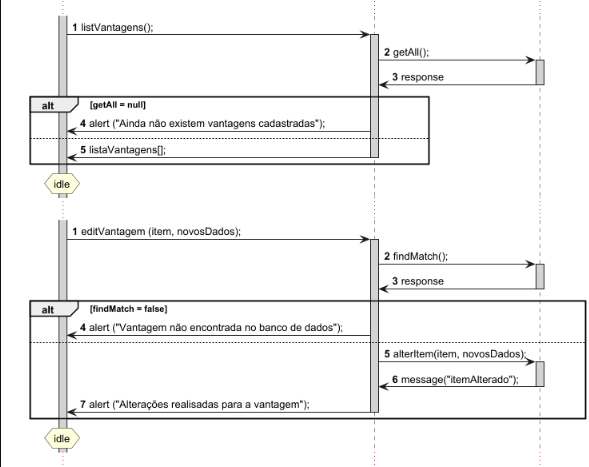 1 listVantagens();
2 getAll();
3 response
alt [getAll = null]
4 alert ("Ainda não existem vantagens cadastradas");
5 listaVantagens[];
idle
1 editVantagem (item, novosDados);
2 findMatch();
3 response
alt [findMatch = false]
4 alert ("Vantagem não encontrada no banco de dados");
5 alterItem(item, novosDados);
6 message("itemAlterado");
7 alert ("Alterações realisadas para a vantagem");
idle